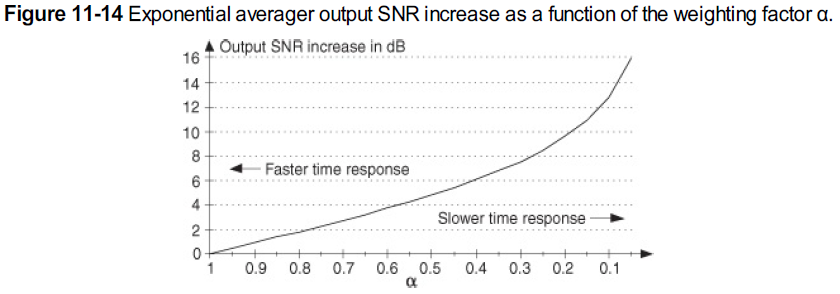 Figure 11-14 Exponential averager output SNR increase as a function of the weighting factor α.
Output SNR increase in dB
16
14
12
10
8
Faster time response
6
4
Slower time response
2
0
1 0.9 0.8 0.7 0.6 0.5 0.4 0.3 0.2 0.1
α